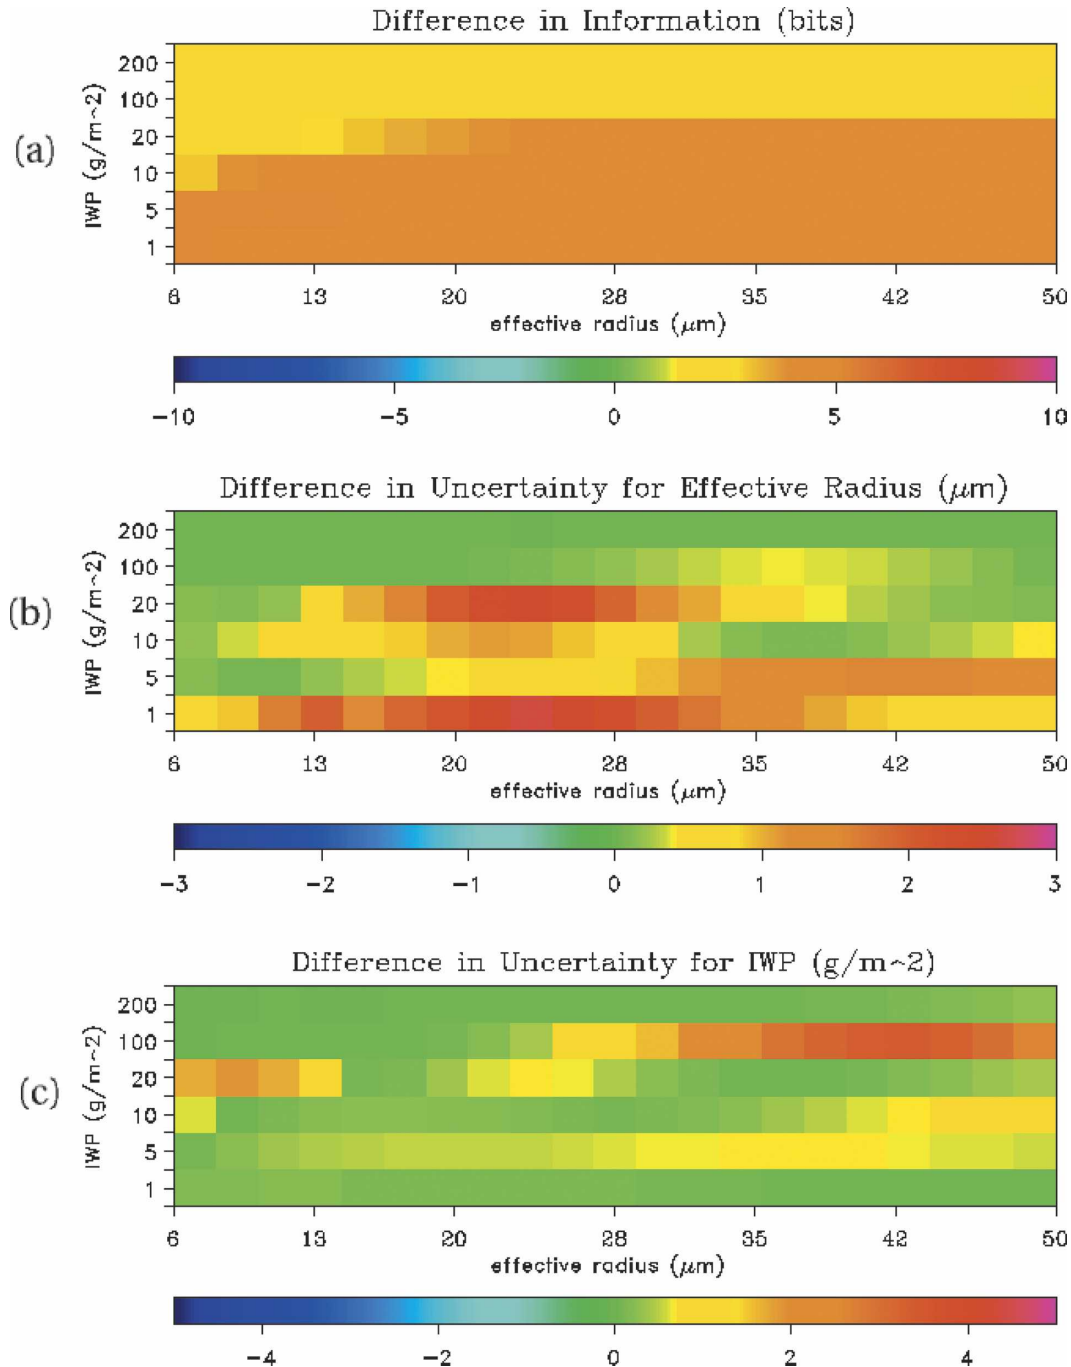 Difference in Information (bits)
(a)
IWP (g/m~2)
200
100
20
10
5
1
6 13 20 28 35 42 50
effective radius (μm)
−10 −5 0 5 10
Difference in Uncertainty for Effective Radius (μm)
(b)
IWP (g/m~2)
200
100
20
10
5
1
6 13 20 28 35 42 50
effective radius (μm)
−3 −2 −1 0 1 2 3
Difference in Uncertainty for IWP (g/m~2)
(c)
IWP (g/m~2)
200
100
20
10
5
1
6 13 20 28 35 42 50
effective radius (μm)
−4 −2 0 2 4